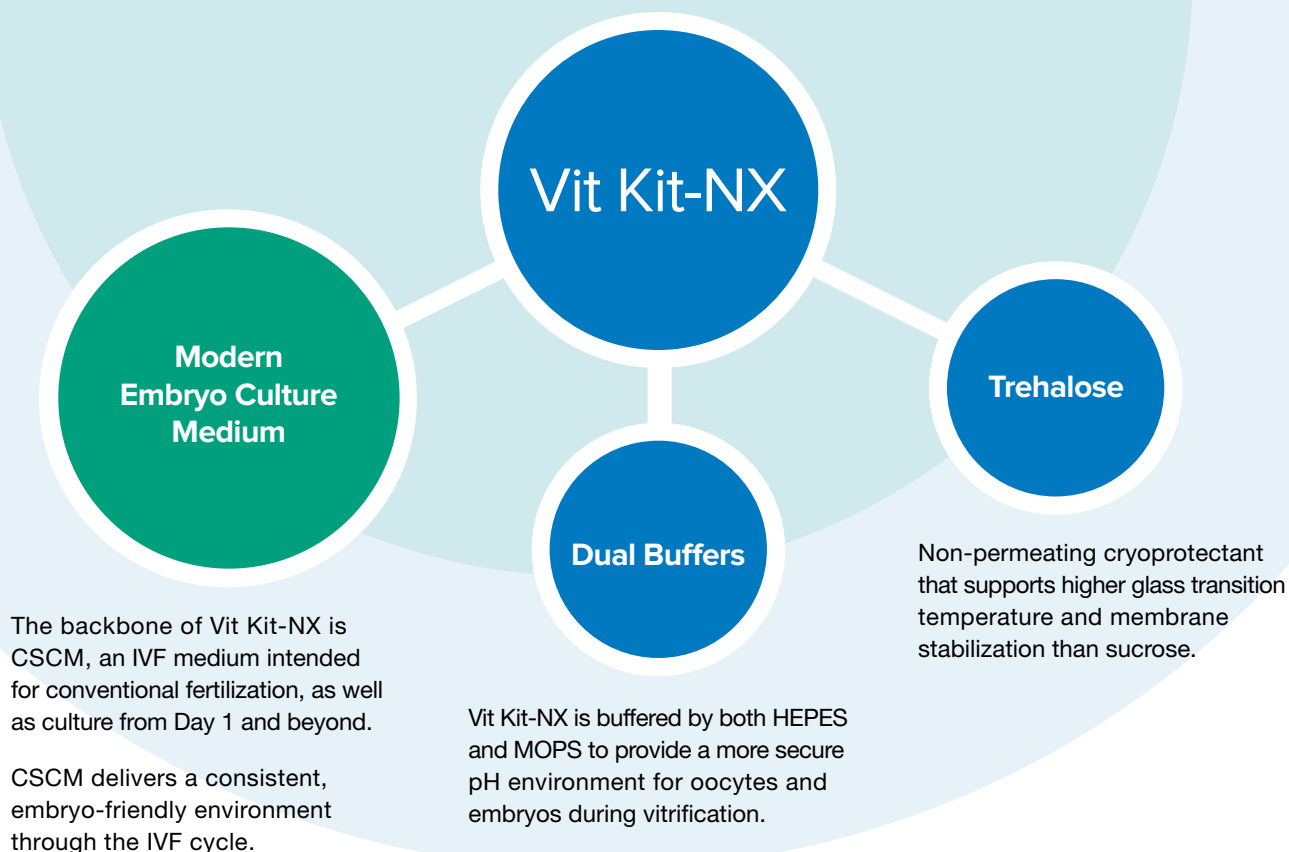 Vit Kit-NX
Modern
Embryo Culture
Medium
Trehalose
Dual Buffers
The backbone of Vit Kit-NX is
CSCM, an IVF medium intended
for conventional fertilization, as well
as culture from Day 1 and beyond.
CSCM delivers a consistent,
embryo-friendly environment
through the IVF cycle.
Vit Kit-NX is buffered by both HEPES
and MOPS to provide a more secure
pH environment for oocytes and
embryos during vitrification.
Non-permeating cryoprotectant
that supports higher glass transition
temperature and membrane
stabilization than sucrose.